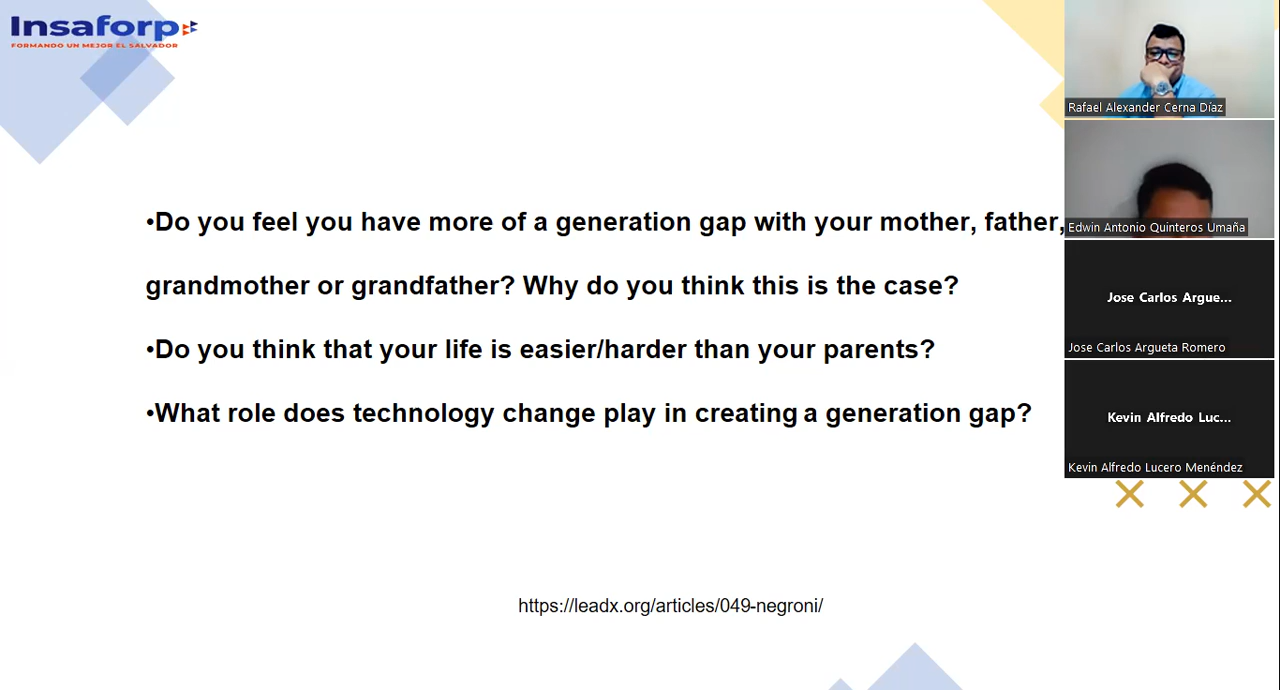 Insaforp
FORMANDO UN MEJOR EL SALVADOR
•Do you feel you have more of a generation gap with your mother, father,
grandmother or grandfather? Why do you think this is the case?
•Do you think that your life is easier/harder than your parents?
•What role does technology change play in creating a generation gap?
https://leadx.org/articles/049-negroni/
Rafael Alexander Cerna Díaz
Edwin Antonio Quinteros Umaña
Jose Carlos Argue...
Jose Carlos Argueta Romero
Kevin Alfredo Luc...
Kevin Alfredo Lucero Menéndez